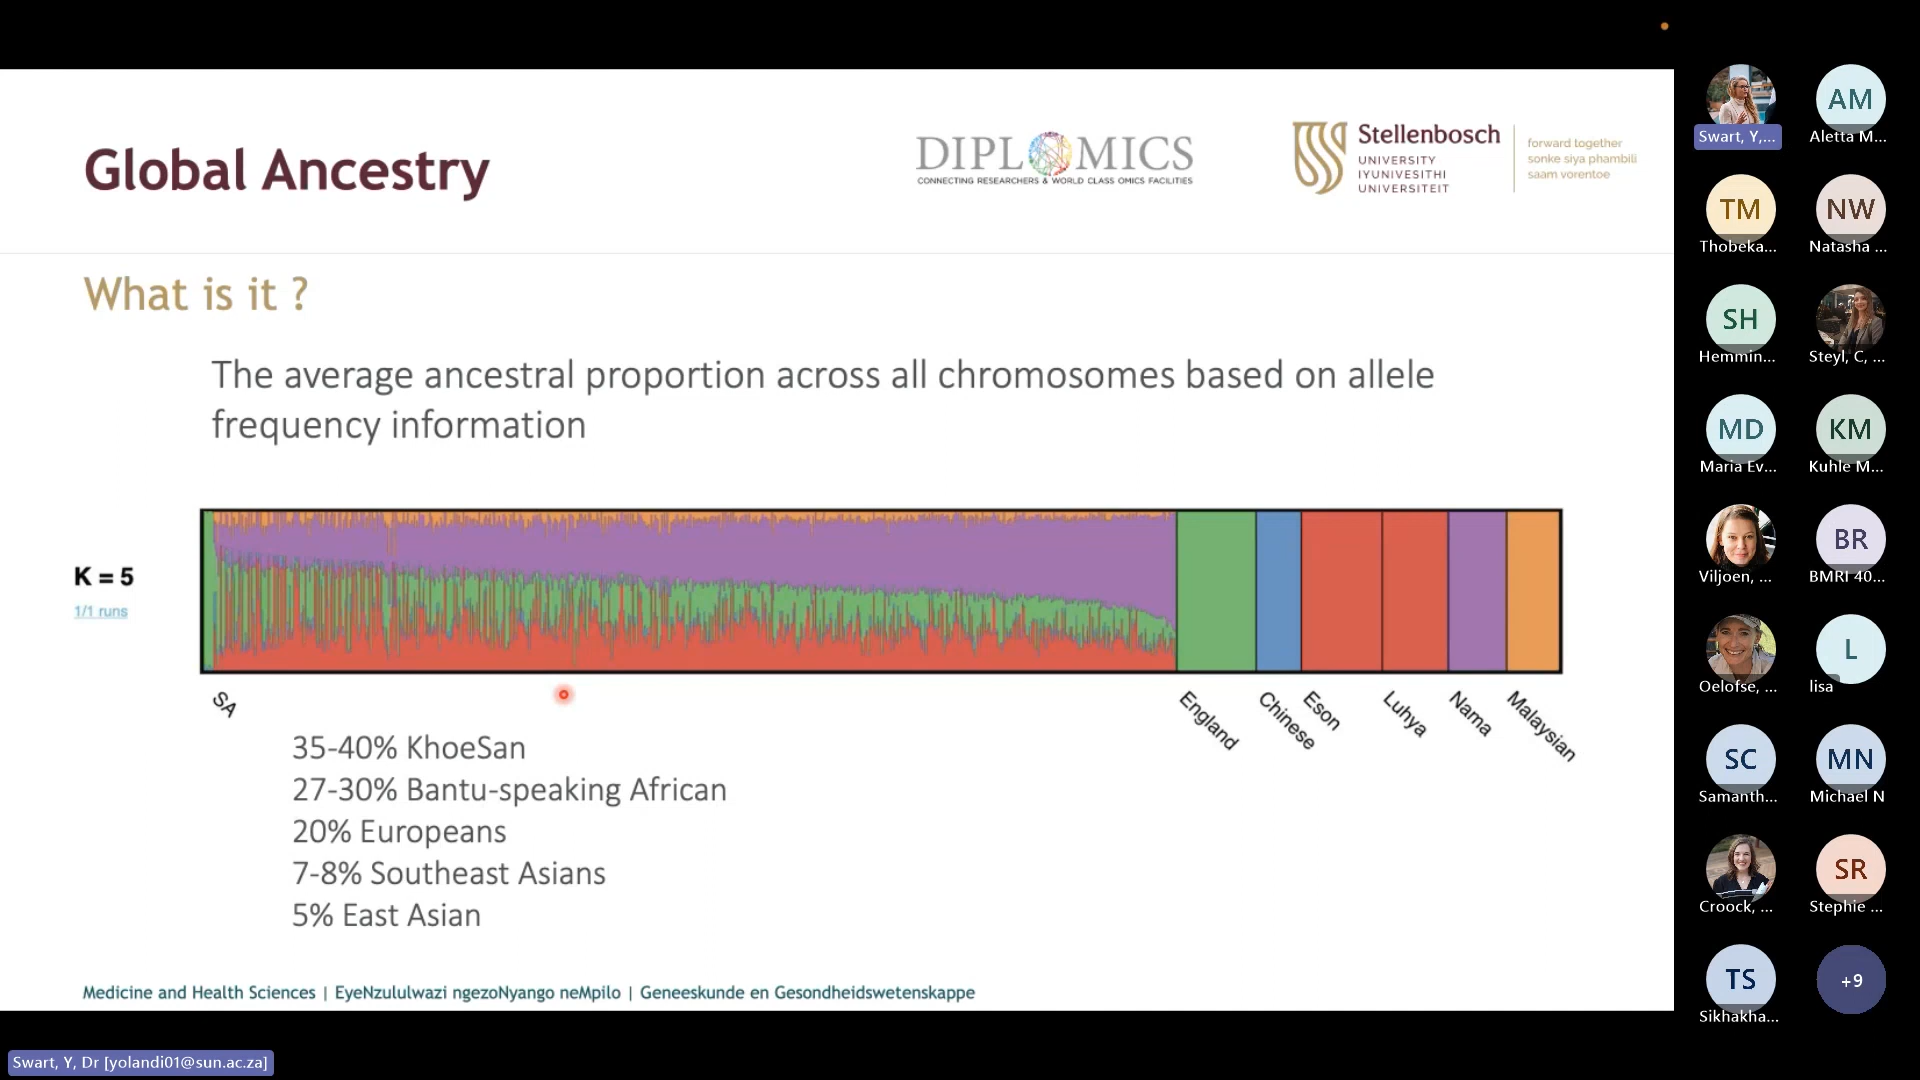 Global Ancestry
DIPLOMICS
CONNECTING RESEARCHERS & WORLD CLASS OMICS FACILITIES
Stellenbosch
UNIVERSITY
IYUNIVESITHI
UNIVERSITEIT
forward together
sonke siya phambili
saam vorentoe
What is it ?
The average ancestral proportion across all chromosomes based on allele
frequency information
K = 5
1/1 runs
SA
England
Chinese
Eson
Luhya
Nama
Malaysian
35-40% KhoeSan
27-30% Bantu-speaking African
20% Europeans
7-8% Southeast Asians
5% East Asian
Medicine and Health Sciences | EyeNzululwazi ngezoNyango neMpilo | Geneeskunde en Gesondheidswetenskappe
Swart, Y,...
AM
Aletta M...
TM
Thobeka...
NW
Natasha ...
SH
Hemmin...
Steyl, C, ...
MD
Maria Ev...
KM
Kuhle M...
Viljoen, ...
BR
BMRI 40...
Oelofse, ...
L
lisa
SC
Samanth...
MN
Michael N
Croock, ...
SR
Stephie ...
TS
Sikhakha...
+9
Swart, Y, Dr [yolandi01@sun.ac.za]